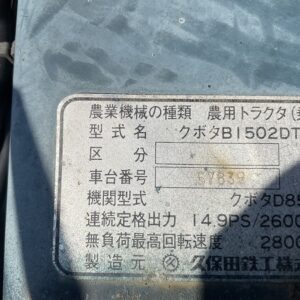 農業機械の種類 農用トラクタ(乗
型式名 クボタB1502DT
区分
車台番号 57839
機関型式 クボタD85
連続定格出力 14.9PS/2600
無負荷最高回転速度 2800
製造元 久保田鉄工株式